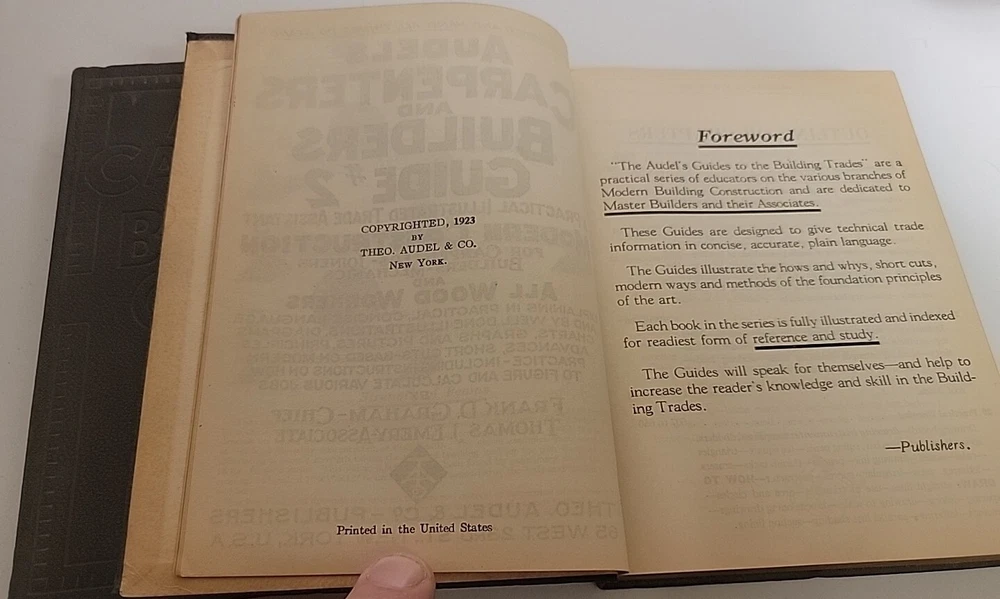 COPYRIGHTED, 1923
BY
THEO. AUDEL & CO.
NEW YORK.
Printed in the United States
Foreword
"The Audel's Guides to the Building Trades" are a
practical series of educators on the various branches of
Modern Building Construction and are dedicated to
Master Builders and their Associates.
These Guides are designed to give technical trade
information in concise, accurate, plain language.
The Guides illustrate the hows and whys, short cuts,
modern ways and methods of the foundation principles
of the art.
Each book in the series is fully illustrated and indexed
for readiest form of reference and study.
The Guides will speak for themselves—and help to
increase the reader's knowledge and skill in the Build-
ing Trades.
—Publishers.